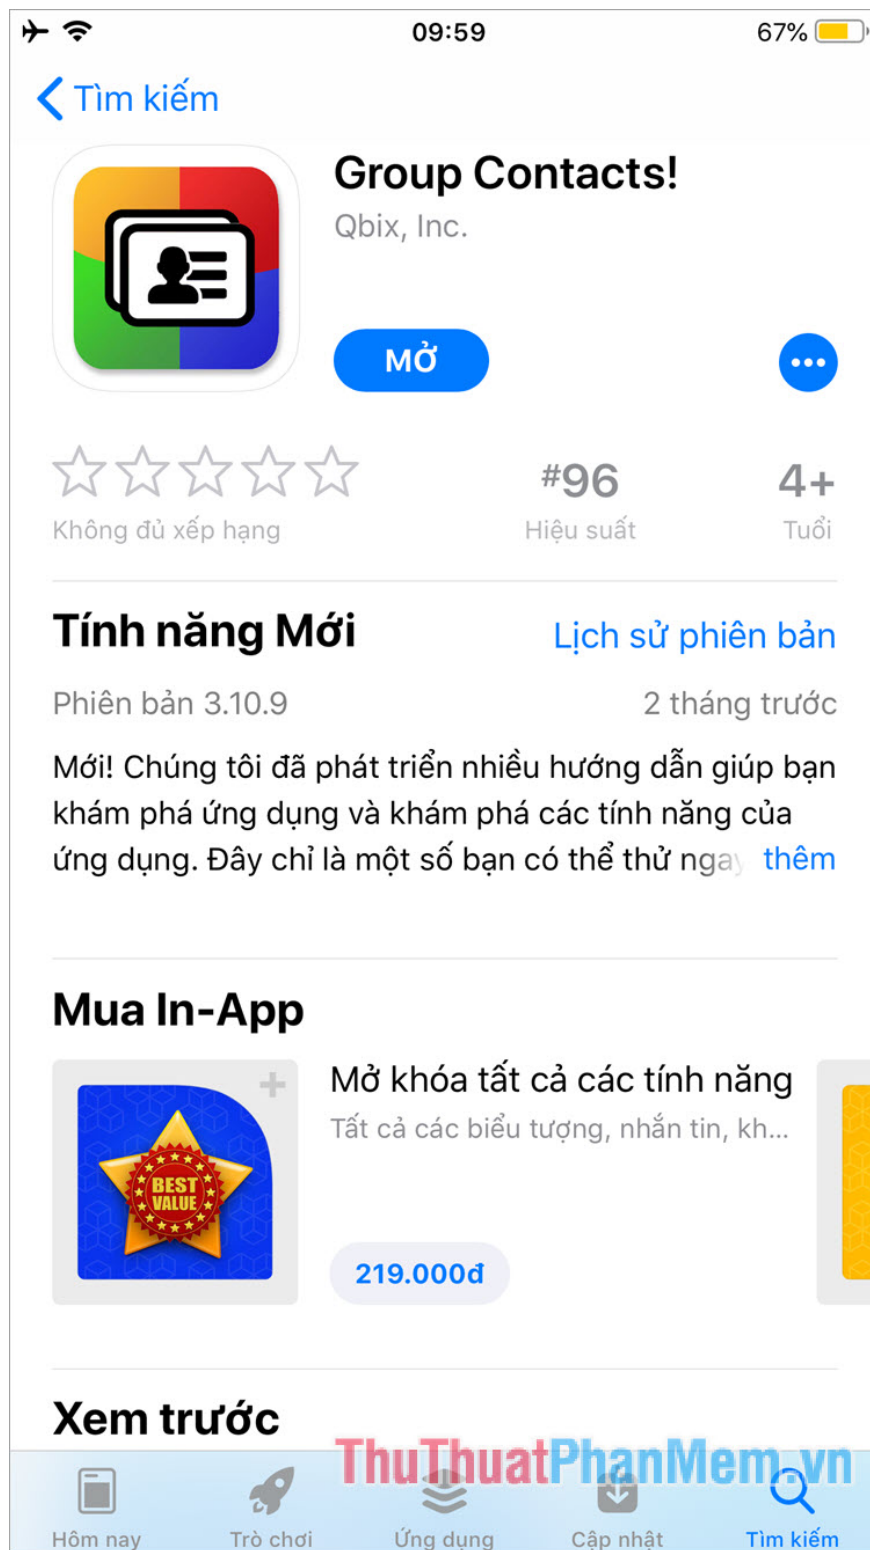 09:59
67%
Tìm kiếm
Group Contacts!
Qbix, Inc.
MỞ
#96
4+
Không đủ xếp hạng
Hiệu suất
Tuổi
Tính năng Mới
Lịch sử phiên bản
Phiên bản 3.10.9
2 tháng trước
Mới! Chúng tôi đã phát triển nhiều hướng dẫn giúp bạn
khám phá ứng dụng và khám phá các tính năng của
ứng dụng. Đây chỉ là một số bạn có thể thử ngay thêm
Mua In-App
Mở khóa tất cả các tính năng
Tất cả các biểu tượng, nhắn tin, kh...
BEST
VALUE
219.000đ
Xem trước
ThuThuatPhanMem.vn
Hôm nay
Trò chơi
Ứng dụng
Cập nhật
Tìm kiếm